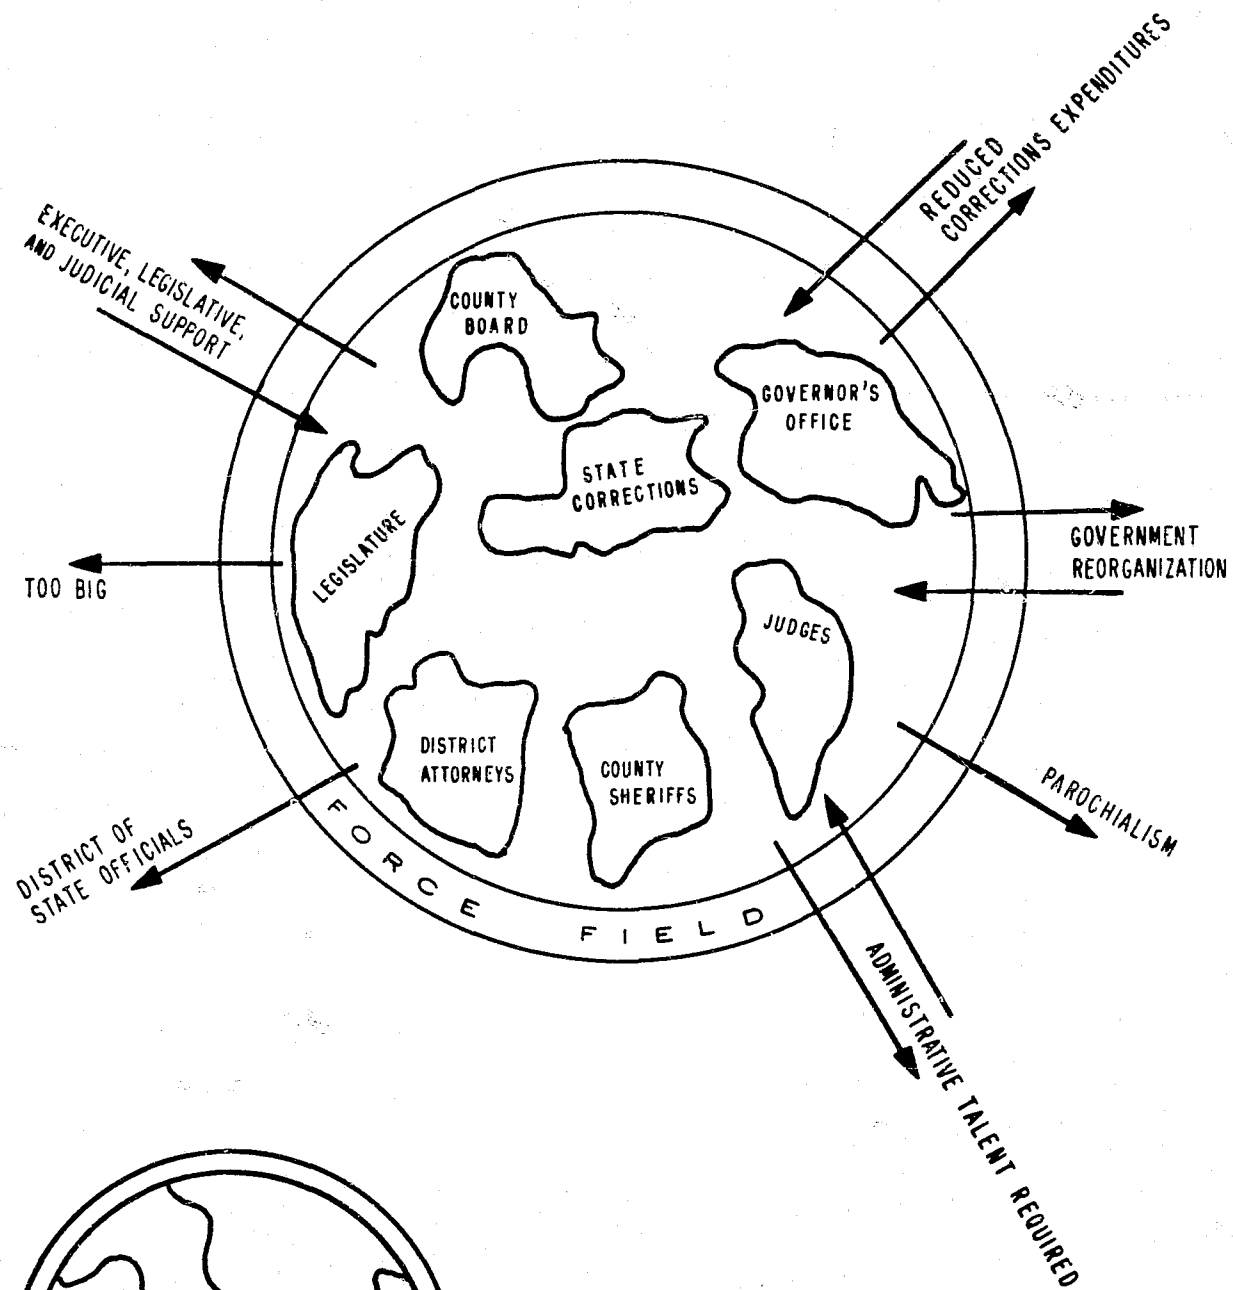 REDUCED
CORRECTIONS EXPENDITURES
EXECUTIVE, LEGISLATIVE,
AND JUDICIAL SUPPORT
COUNTY
BOARD
GOVERNOR'S
OFFICE
STATE
CORRECTIONS
LEGISLATURE
GOVERNMENT
REORGANIZATION
TOO BIG
JUDGES
DISTRICT
ATTORNEYS
COUNTY
SHERIFFS
PAROCHIALISM
DISTRICT OF
STATE OFFICIALS
FORCE FIELD
ADMINISTRATIVE TALENT REQUIRED